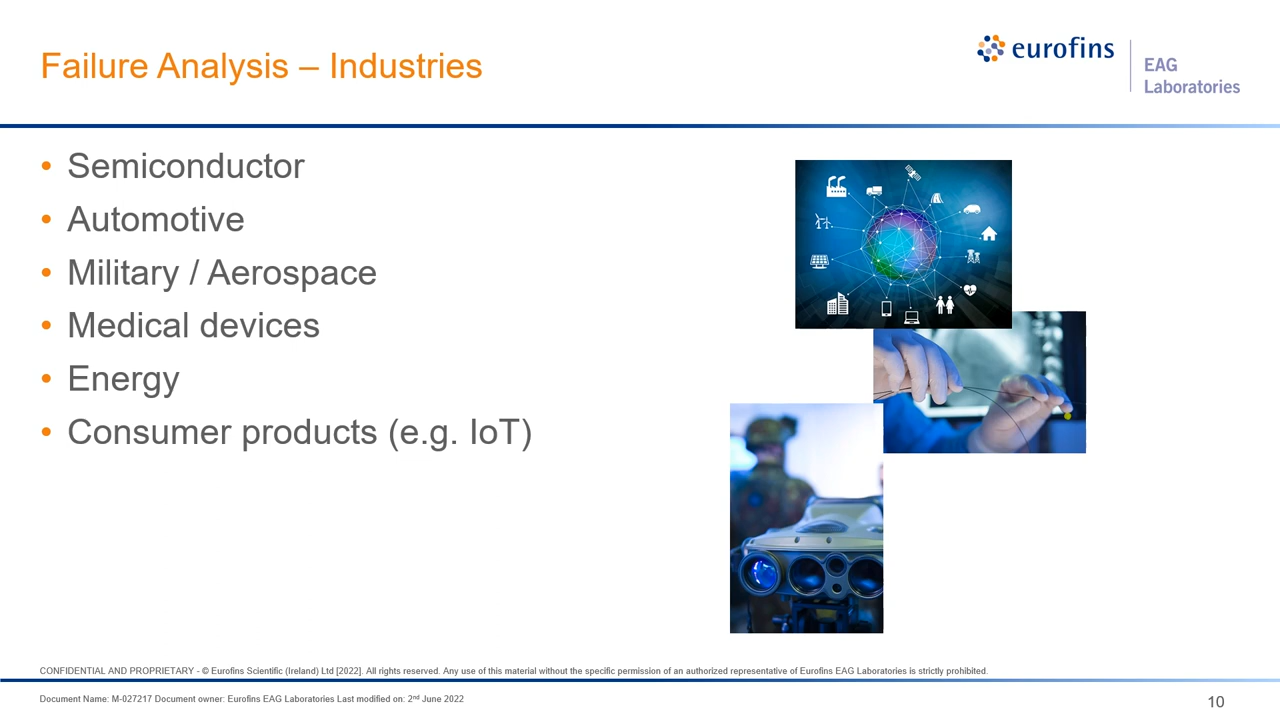 Failure Analysis – Industries
eurofins
EAG
Laboratories
• Semiconductor
• Automotive
• Military / Aerospace
• Medical devices
• Energy
• Consumer products (e.g. IoT)
CONFIDENTIAL AND PROPRIETARY - © Eurofins Scientific (Ireland) Ltd [2022]. All rights reserved. Any use of this material without the specific permission of an authorized representative of Eurofins EAG Laboratories is strictly prohibited.
Document Name: M-027217 Document owner: Eurofins EAG Laboratories Last modified on: 2nd June 2022
10